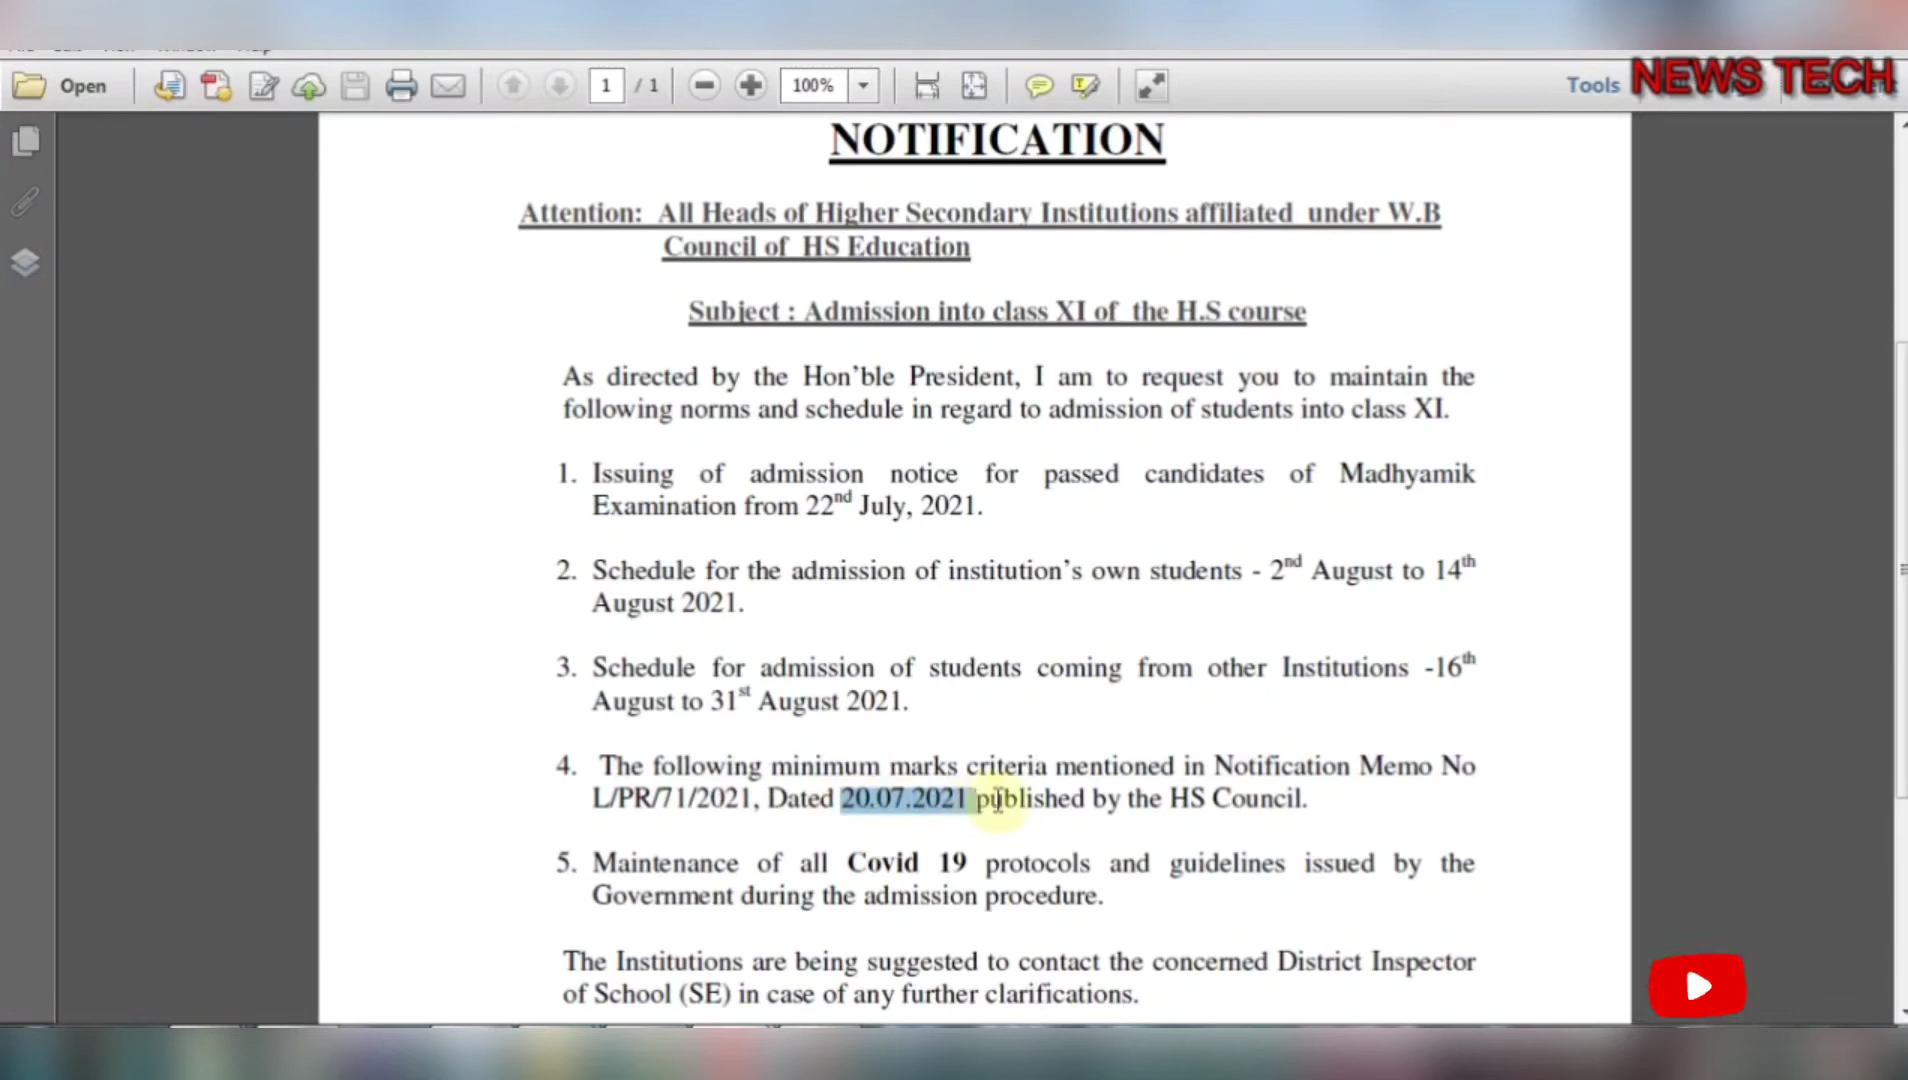 Open
1 / 1
100%
Tools
NEWS TECH
NOTIFICATION
Attention: All Heads of Higher Secondary Institutions affiliated under W.B
Council of HS Education
Subject : Admission into class XI of the H.S course
As directed by the Hon'ble President, I am to request you to maintain the
following norms and schedule in regard to admission of students into class XI.
1. Issuing of admission notice for passed candidates of Madhyamik
Examination from 22nd July, 2021.
2. Schedule for the admission of institution's own students - 2nd August to 14th
August 2021.
3. Schedule for admission of students coming from other Institutions -16th
August to 31st August 2021.
4. The following minimum marks criteria mentioned in Notification Memo No
L/PR/71/2021, Dated 20.07.2021 published by the HS Council.
5. Maintenance of all Covid 19 protocols and guidelines issued by the
Government during the admission procedure.
The Institutions are being suggested to contact the concerned District Inspector
of School (SE) in case of any further clarifications.